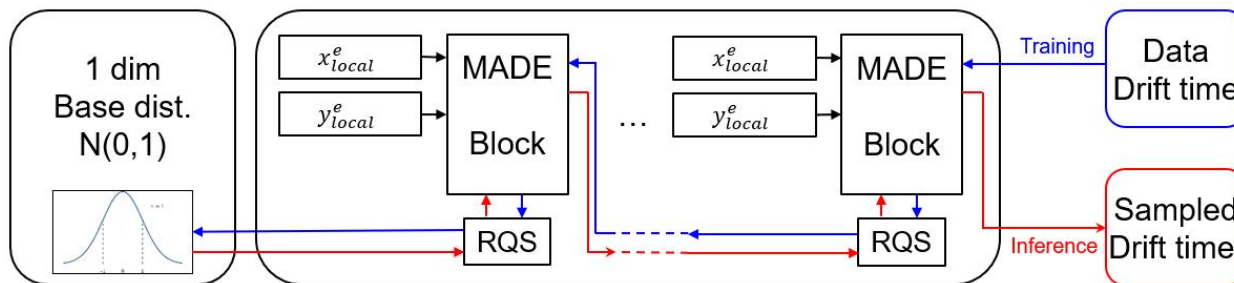 1 dim
Base dist.
N(0,1)
x^e_local
y^e_local
MADE
Block
RQS
...
x^e_local
y^e_local
MADE
Block
RQS
Training
Data
Drift time
Inference
Sampled
Drift time